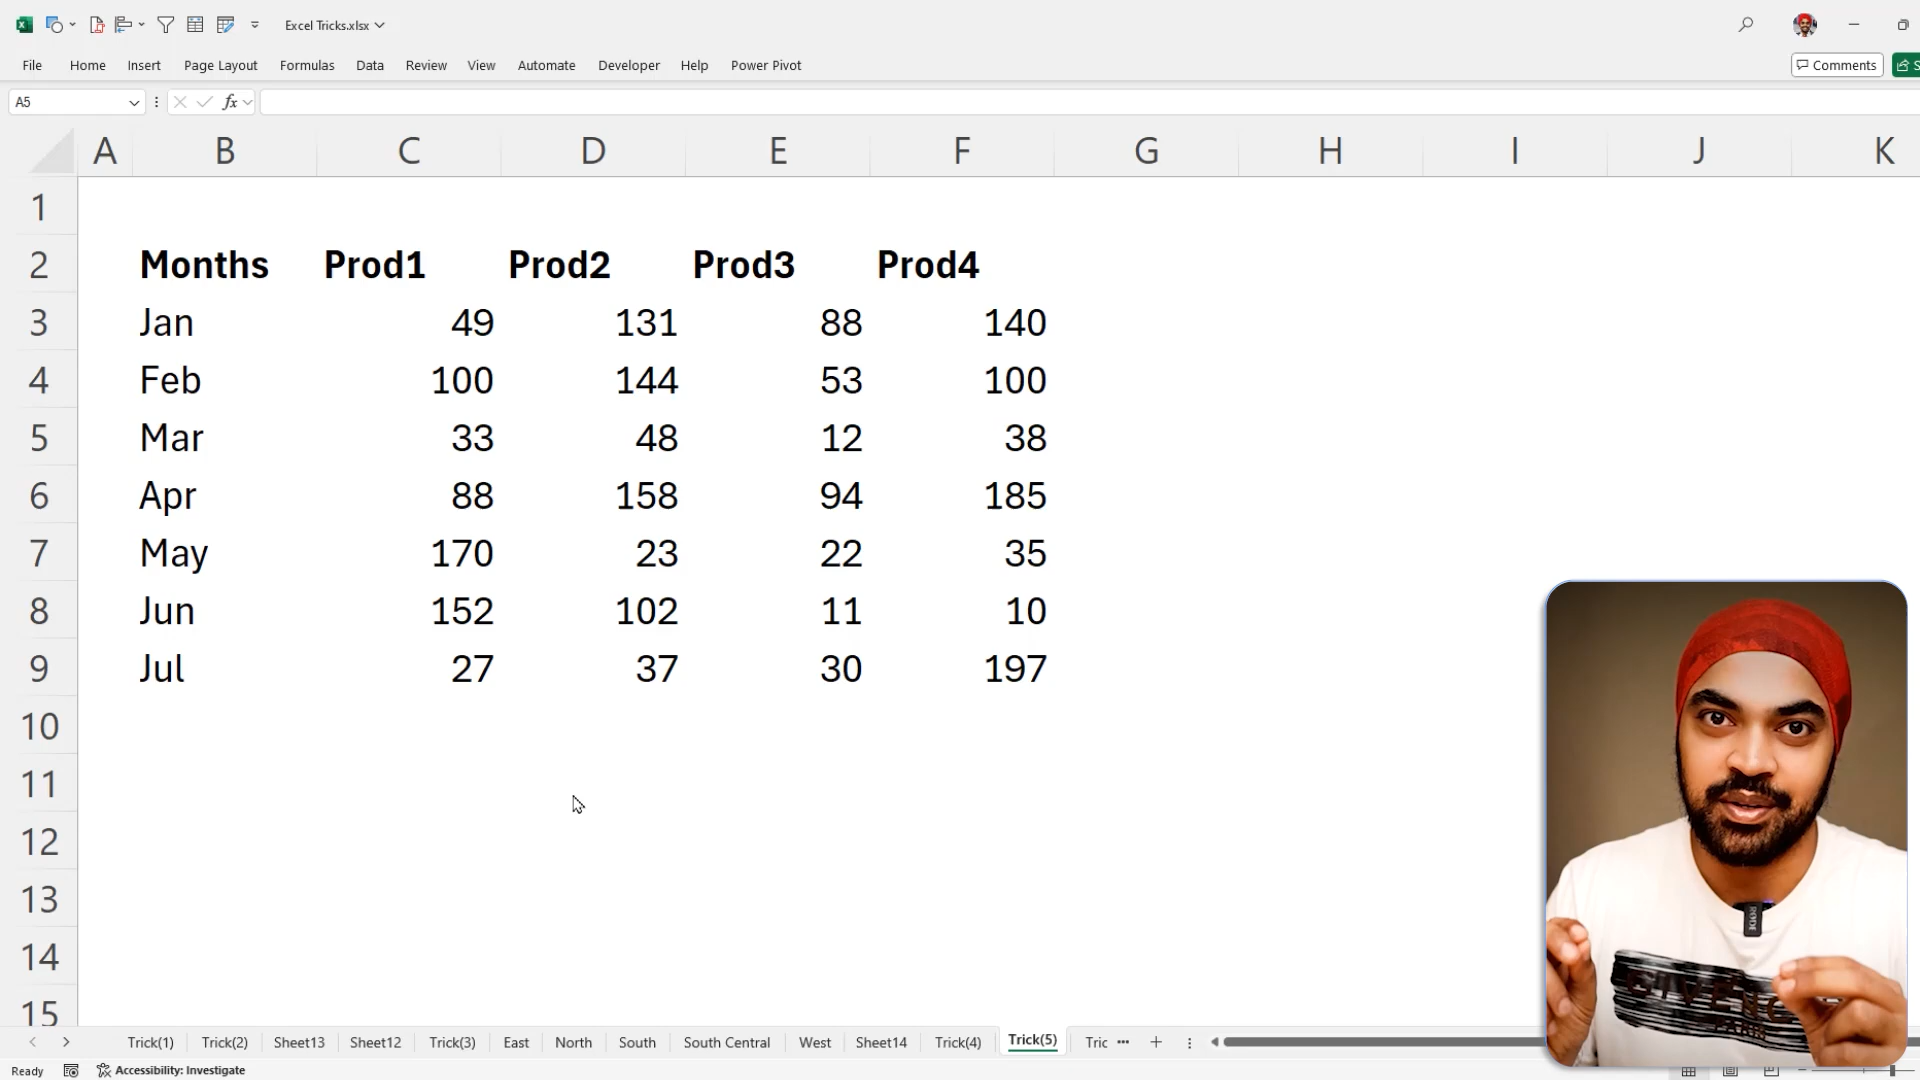 Excel Tricks.xlsx
File Home Insert Page Layout Formulas Data Review View Automate Developer Help Power Pivot Comments
A5 fx
A B C D E F G H I J K
1
2 Months Prod1 Prod2 Prod3 Prod4
3 Jan 49 131 88 140
4 Feb 100 144 53 100
5 Mar 33 48 12 38
6 Apr 88 158 94 185
7 May 170 23 22 35
8 Jun 152 102 11 10
9 Jul 27 37 30 197
10
11
12
13
14
15
RODE
Trick(1) Trick(2) Sheet13 Sheet12 Trick(3) East North South South Central West Sheet14 Trick(4) Trick(5) Tric
Ready Accessibility: Investigate